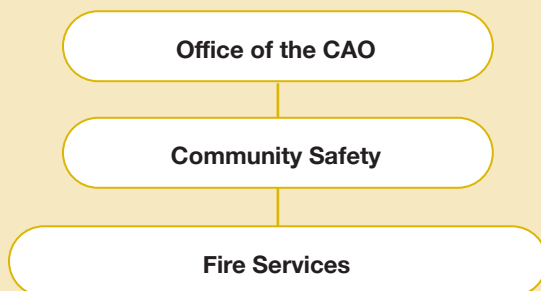 Office of the CAO
Community Safety
Fire Services